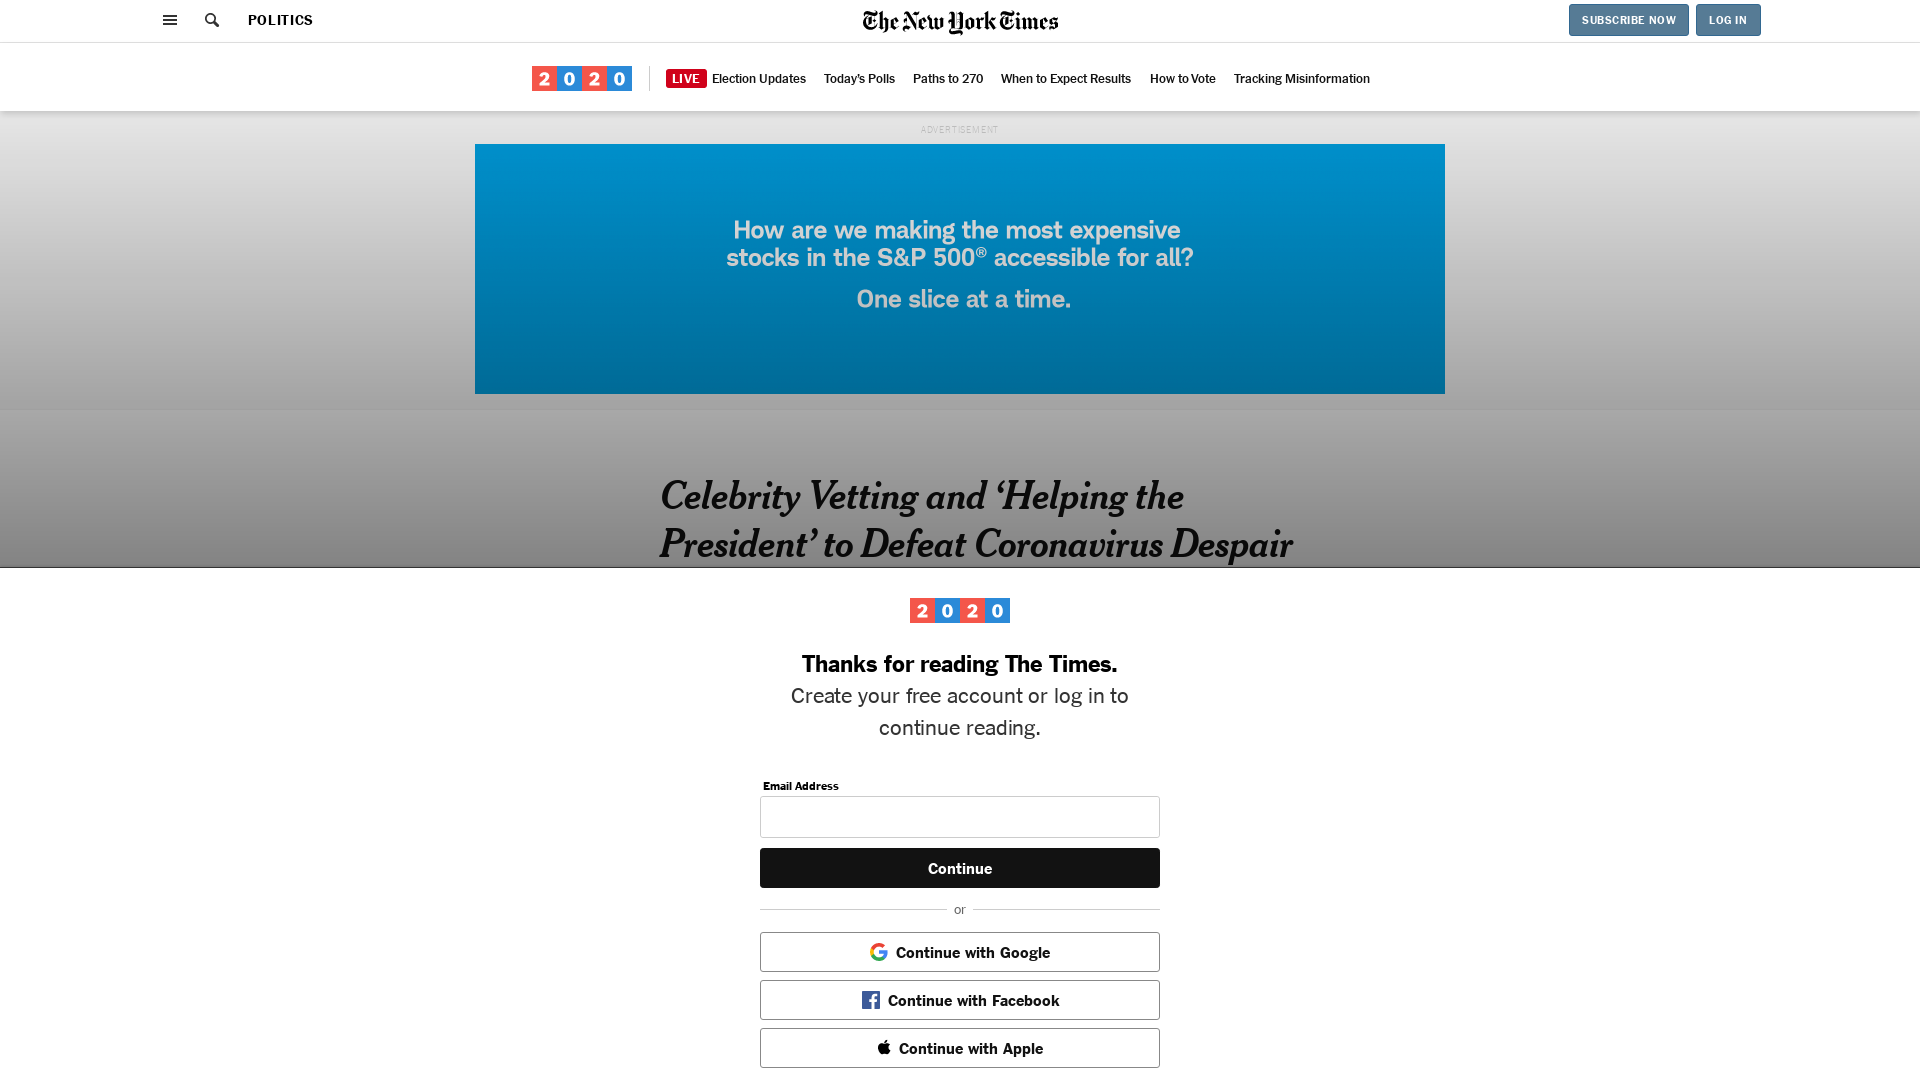 POLITICS
The New York Times
SUBSCRIBE NOW
LOG IN
2020
LIVE Election Updates Today's Polls Paths to 270 When to Expect Results How to Vote Tracking Misinformation
ADVERTISEMENT
How are we making the most expensive
stocks in the S&P 500® accessible for all?
One slice at a time.
Celebrity Vetting and ‘Helping the
President’ to Defeat Coronavirus Despair
2020
Thanks for reading The Times.
Create your free account or log in to
continue reading.
Email Address
Continue
or
Continue with Google
Continue with Facebook
Continue with Apple